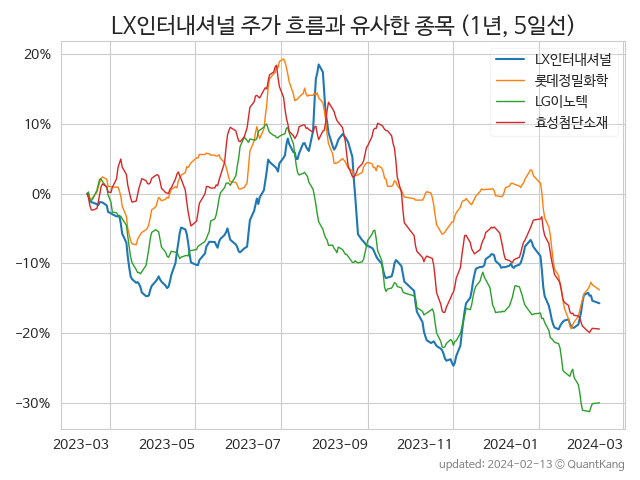 LX인터내셔널 주가 흐름과 유사한 종목 (1년, 5일선)
LX인터내셔널
롯데정밀화학
LG이노텍
효성첨단소재
20%
10%
0%
−10%
−20%
−30%
2023-03
2023-05
2023-07
2023-09
2023-11
2024-01
2024-03
updated: 2024-02-13 © QuantKang